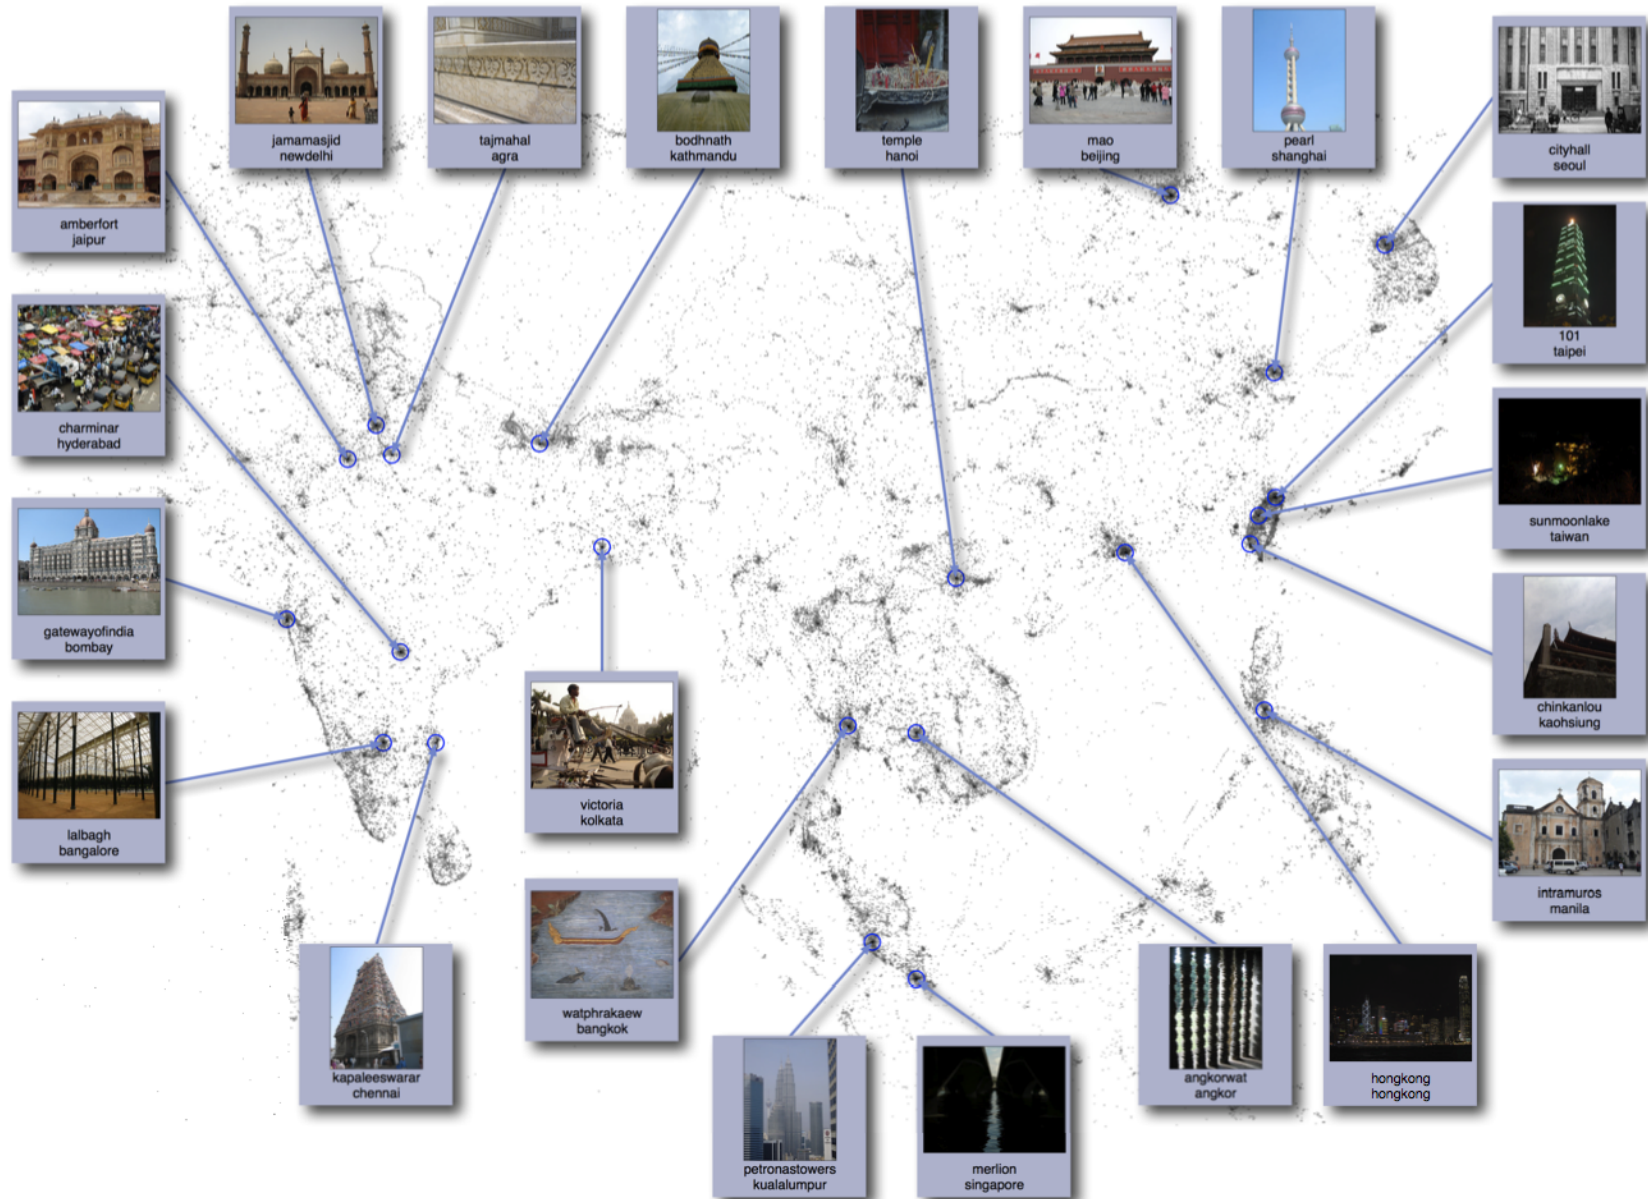 jamamasjid
newdelhi
tajmahal
agra
bodhnath
kathmandu
temple
hanoi
mao
beijing
pearl
shanghai
cityhall
seoul
amberfort
jaipur
101
taipei
charminar
hyderabad
sunmoonlake
taiwan
gatewayofindia
bombay
chinkanlou
kaohsiung
lalbagh
bangalore
victoria
kolkata
intramuros
manila
watphrakaew
bangkok
kapaleeswarar
chennai
angkorwat
angkor
hongkong
hongkong
petronastowers
kualalumpur
merlion
singapore